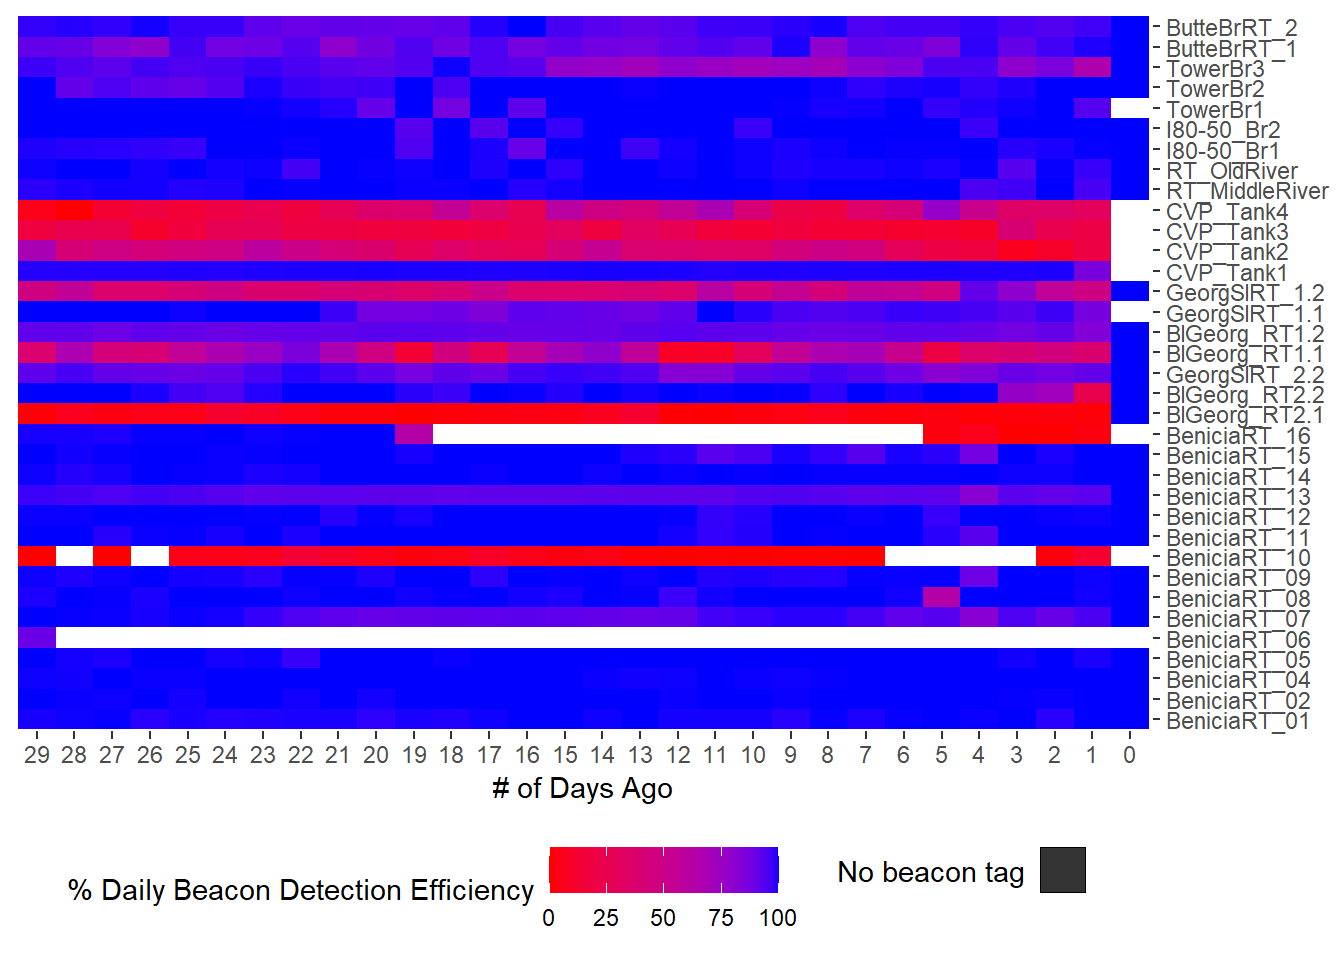 ButteBrRT_2
ButteBrRT_1
TowerBr3
TowerBr2
TowerBr1
I80-50_Br2
I80-50_Br1
RT_OldRiver
RT_MiddleRiver
CVP_Tank4
CVP_Tank3
CVP_Tank2
CVP_Tank1
GeorgSlRT_1.2
GeorgSlRT_1.1
BlGeorg_RT1.2
BlGeorg_RT1.1
GeorgSlRT_2.2
BlGeorg_RT2.2
BlGeorg_RT2.1
BeniciaRT_16
BeniciaRT_15
BeniciaRT_14
BeniciaRT_13
BeniciaRT_12
BeniciaRT_11
BeniciaRT_10
BeniciaRT_09
BeniciaRT_08
BeniciaRT_07
BeniciaRT_06
BeniciaRT_05
BeniciaRT_04
BeniciaRT_02
BeniciaRT_01
29 28 27 26 25 24 23 22 21 20 19 18 17 16 15 14 13 12 11 10 9 8 7 6 5 4 3 2 1 0
# of Days Ago
% Daily Beacon Detection Efficiency
0 25 50 75 100
No beacon tag